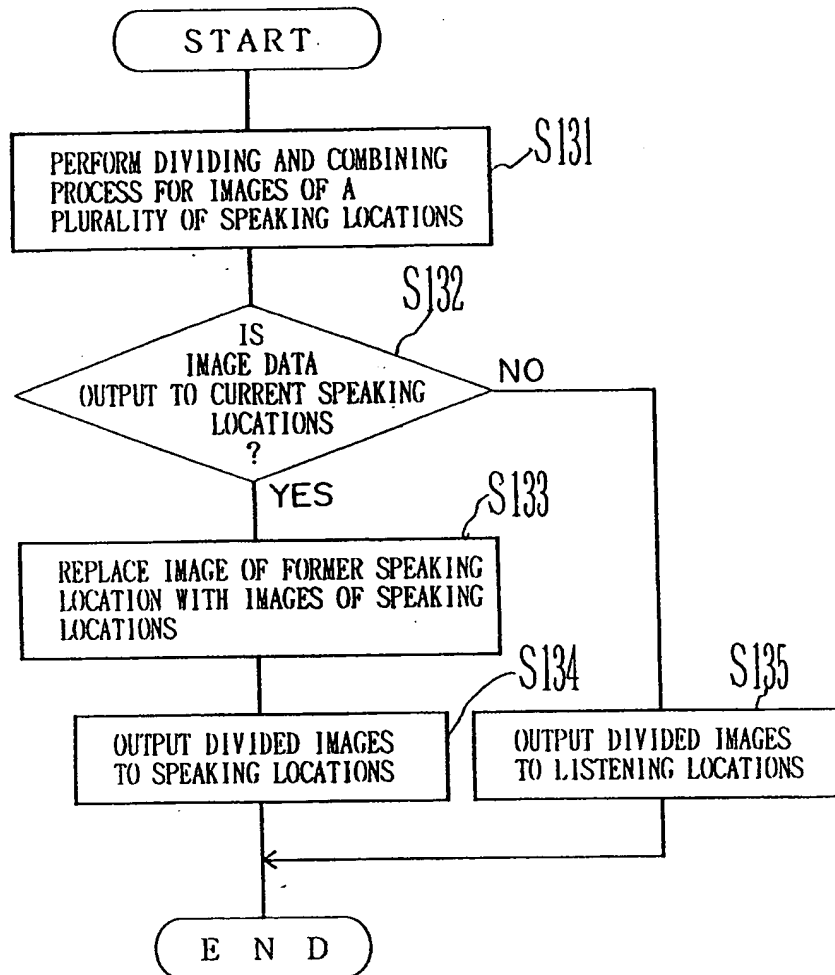 START
S131
PERFORM DIVIDING AND COMBINING
PROCESS FOR IMAGES OF A
PLURALITY OF SPEAKING LOCATIONS
S132
IS
IMAGE DATA
OUTPUT TO CURRENT SPEAKING
LOCATIONS
?
NO
YES
S133
REPLACE IMAGE OF FORMER SPEAKING
LOCATION WITH IMAGES OF SPEAKING
LOCATIONS
S134
OUTPUT DIVIDED IMAGES
TO SPEAKING LOCATIONS
S135
OUTPUT DIVIDED IMAGES
TO LISTENING LOCATIONS
END